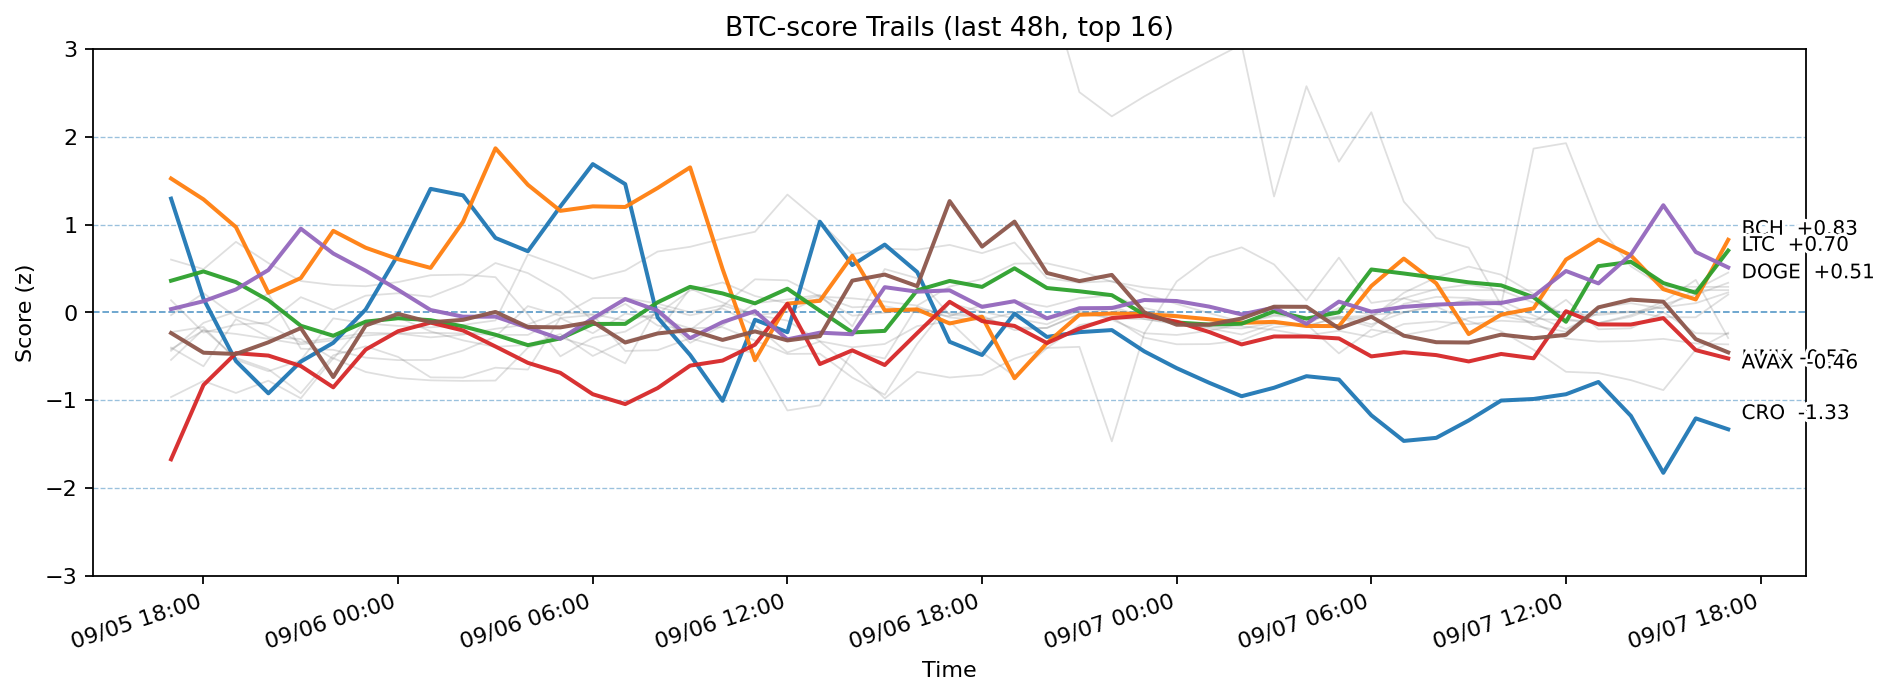 BTC-score Trails (last 48h, top 16)
Score (z)
3
2
1
0
−1
−2
−3
BCH +0.83
LTC +0.70
DOGE +0.51
AVAX -0.46
CRO -1.33
09/05 18:00
09/06 00:00
09/06 06:00
09/06 12:00
09/06 18:00
09/07 00:00
09/07 06:00
09/07 12:00
09/07 18:00
Time